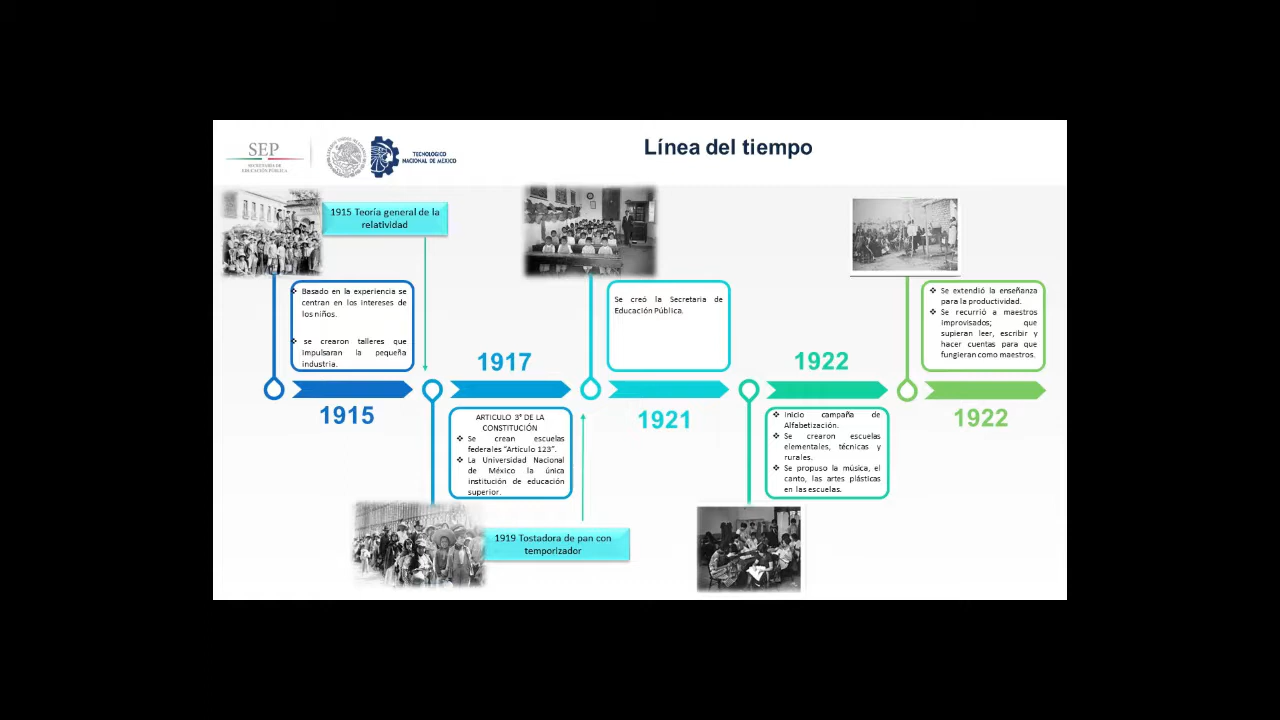 SEP
SECRETARÍA DE
EDUCACIÓN PÚBLICA
TECNOLÓGICO
NACIONAL DE MÉXICO
Línea del tiempo
1915 Teoría general de la
relatividad
Basado en la experiencia se
centran en los intereses de
los niños.
se crearon talleres que
impulsaran la pequeña
industria.
1915
1917
ARTICULO 3° DE LA
CONSTITUCIÓN
Se crean escuelas
federales "Articulo 123".
La Universidad Nacional
de México la única
institución de educación
superior.
1919 Tostadora de pan con
temporizador
Se creó la Secretaria de
Educación Pública.
1921
1922
Inicio campaña de
Alfabetización.
Se crearon escuelas
elementales, técnicas y
rurales.
Se propuso la música, el
canto, las artes plásticas
en las escuelas.
Se extendió la enseñanza
para la productividad.
Se recurrió a maestros
improvisados; que
supieran leer, escribir y
hacer cuentas para que
fungieran como maestros.
1922